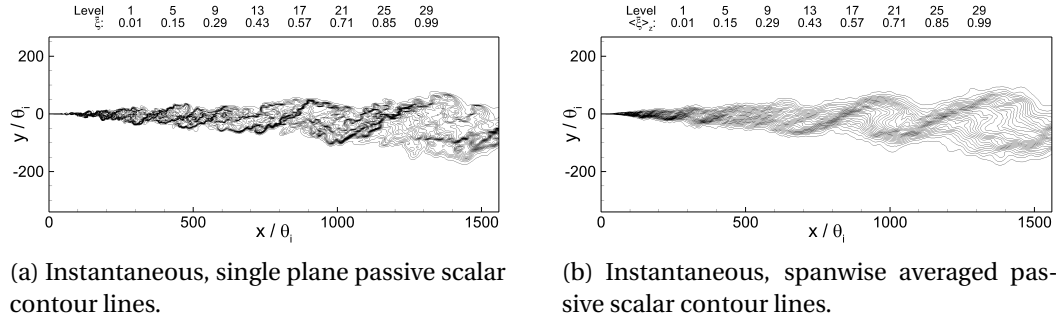 Level 1 5 9 13 17 21 25 29
ξ̃: 0.01 0.15 0.29 0.43 0.57 0.71 0.85 0.99
200
0
-200
y / θi
0 500 1000 1500
x / θi
(a) Instantaneous, single plane passive scalar
contour lines.
Level 1 5 9 13 17 21 25 29
<ξ̃>z: 0.01 0.15 0.29 0.43 0.57 0.71 0.85 0.99
200
0
-200
y / θi
0 500 1000 1500
x / θi
(b) Instantaneous, spanwise averaged pas-
sive scalar contour lines.